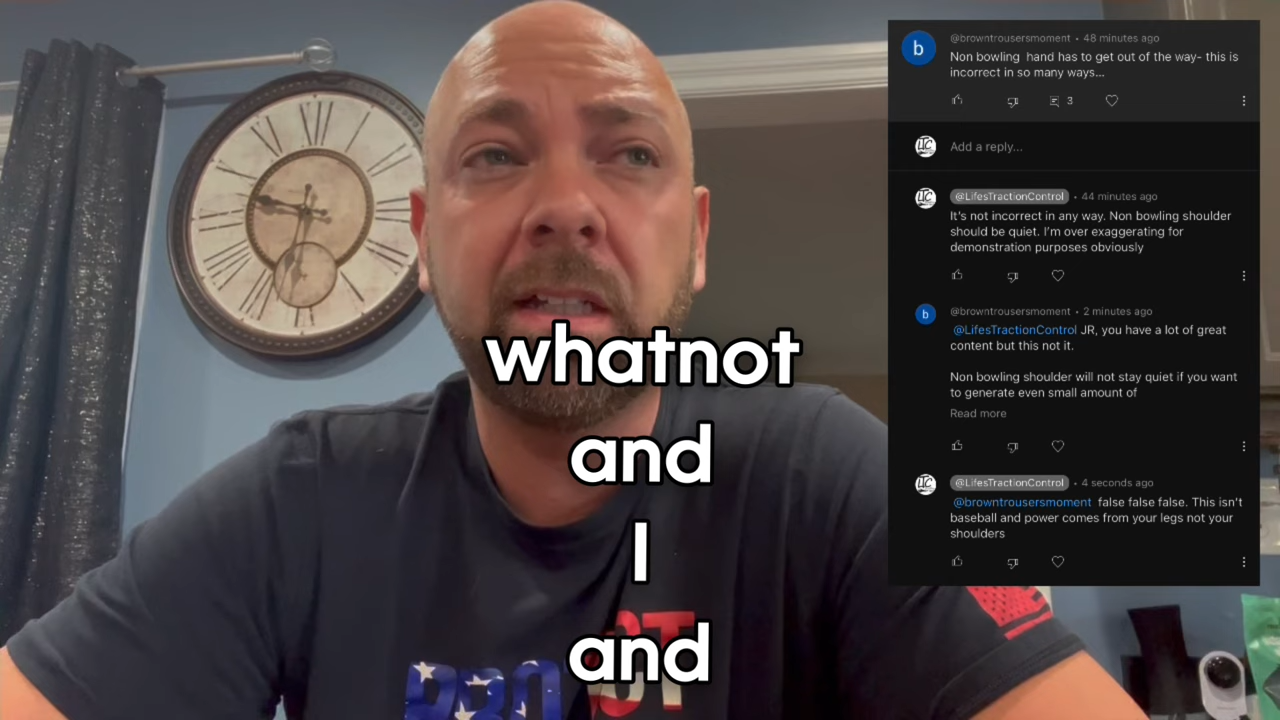 @browntrousersmoment • 48 minutes ago
b
Non bowling hand has to get out of the way- this is
incorrect in so many ways...
3
LTC
Add a reply...
LTC
@LifesTractionControl • 44 minutes ago
It's not incorrect in any way. Non bowling shoulder
should be quiet. I'm over exaggerating for
demonstration purposes obviously
b
@browntrousersmoment • 2 minutes ago
@LifesTractionControl JR, you have a lot of great
content but this not it.
Non bowling shoulder will not stay quiet if you want
to generate even small amount of
Read more
LTC
@LifesTractionControl • 4 seconds ago
@browntrousersmoment false false false. This isn't
baseball and power comes from your legs not your
shoulders
whatnot
and
I
and